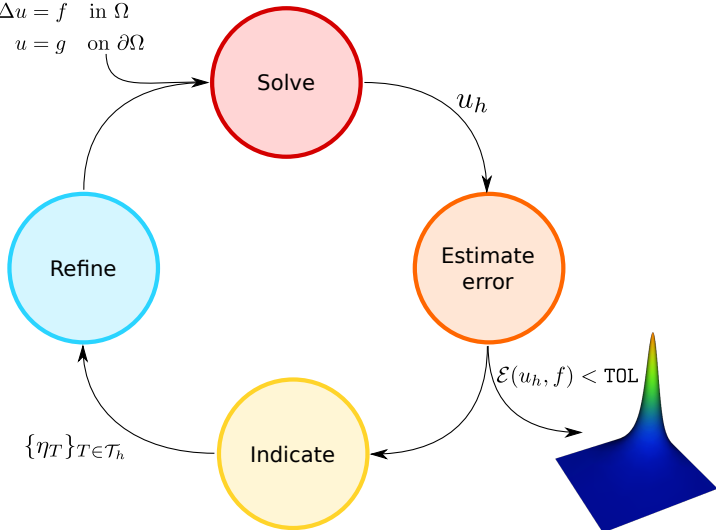 Δu = f in Ω
u = g on ∂Ω
Solve
u_h
Estimate
error
ℰ(u_h, f) < TOL
Refine
Indicate
{η_T}_{T∈𝒯_h}